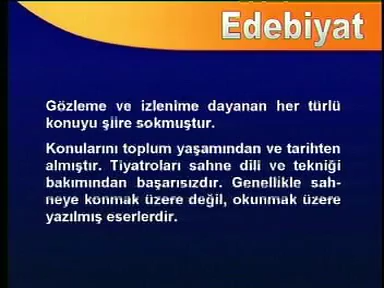 Edebiyat
Gözleme ve izlenime dayanan her türlü
konuyu şiire sokmuştur.
Konularını toplum yaşamından ve tarihten
almıştır. Tiyatroları sahne dili ve tekniği
bakımından başarısızdır. Genellikle sah-
neye konmak üzere değil, okunmak üzere
yazılmış eserlerdir.